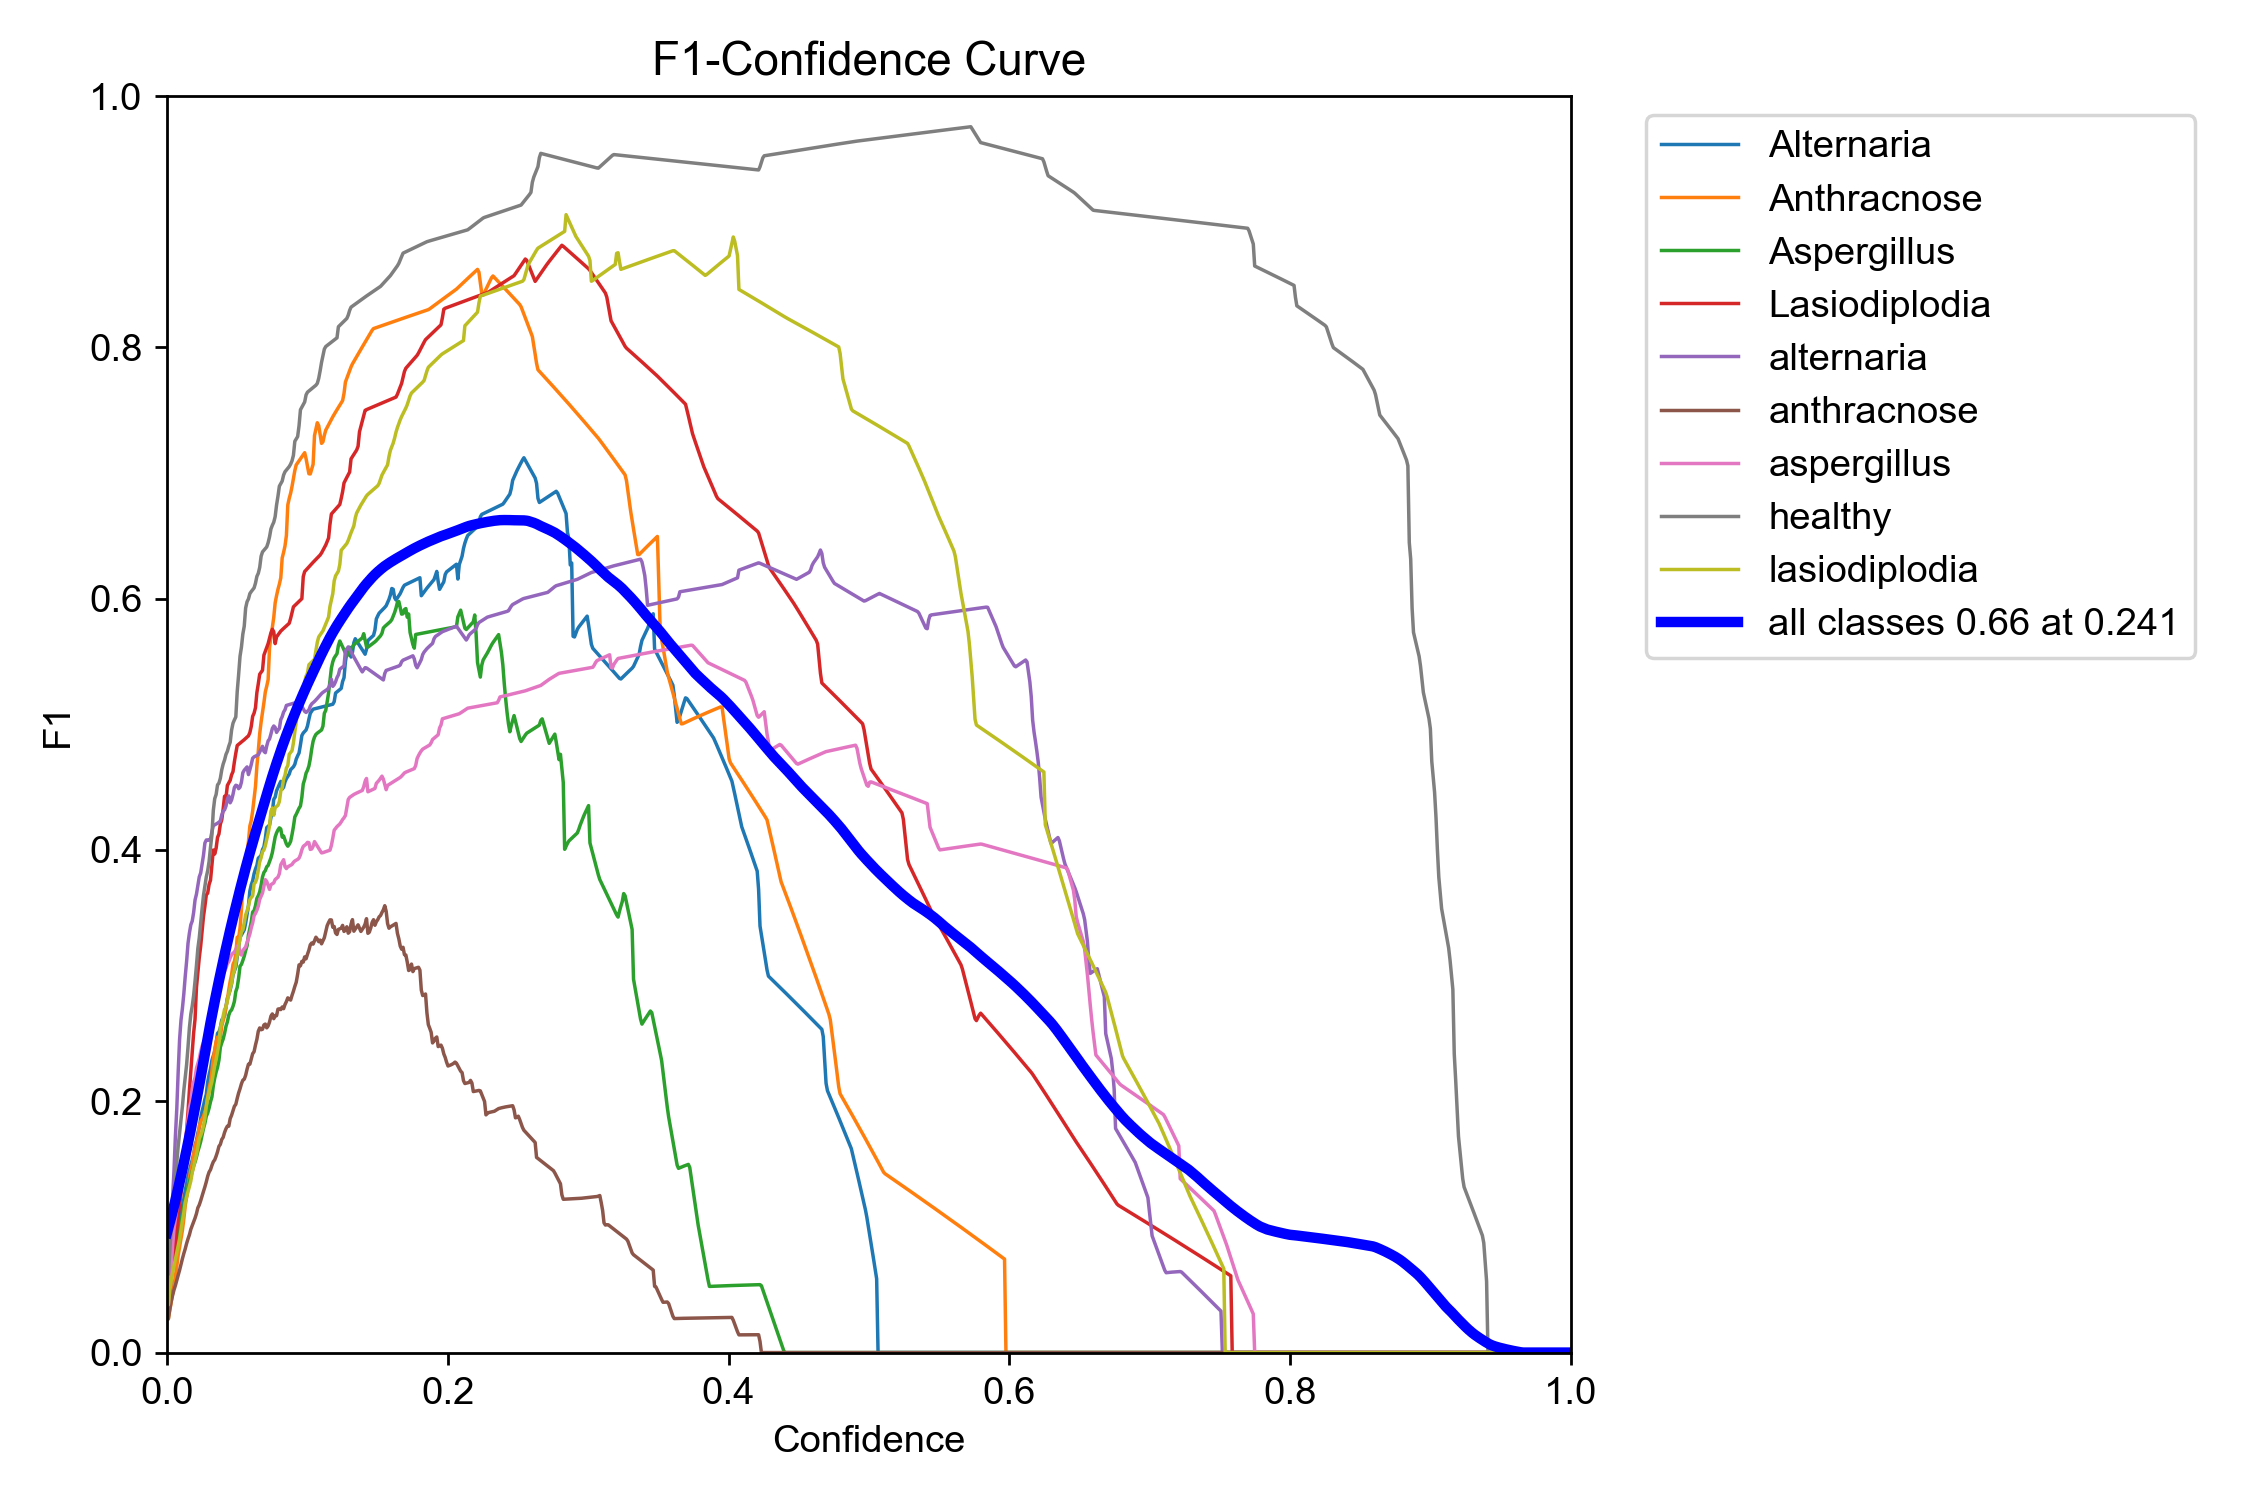 F1-Confidence Curve
1.0
0.8
0.6
0.4
0.2
0.0
F1
0.0 0.2 0.4 0.6 0.8 1.0
Confidence
Alternaria
Anthracnose
Aspergillus
Lasiodiplodia
alternaria
anthracnose
aspergillus
healthy
lasiodiplodia
all classes 0.66 at 0.241